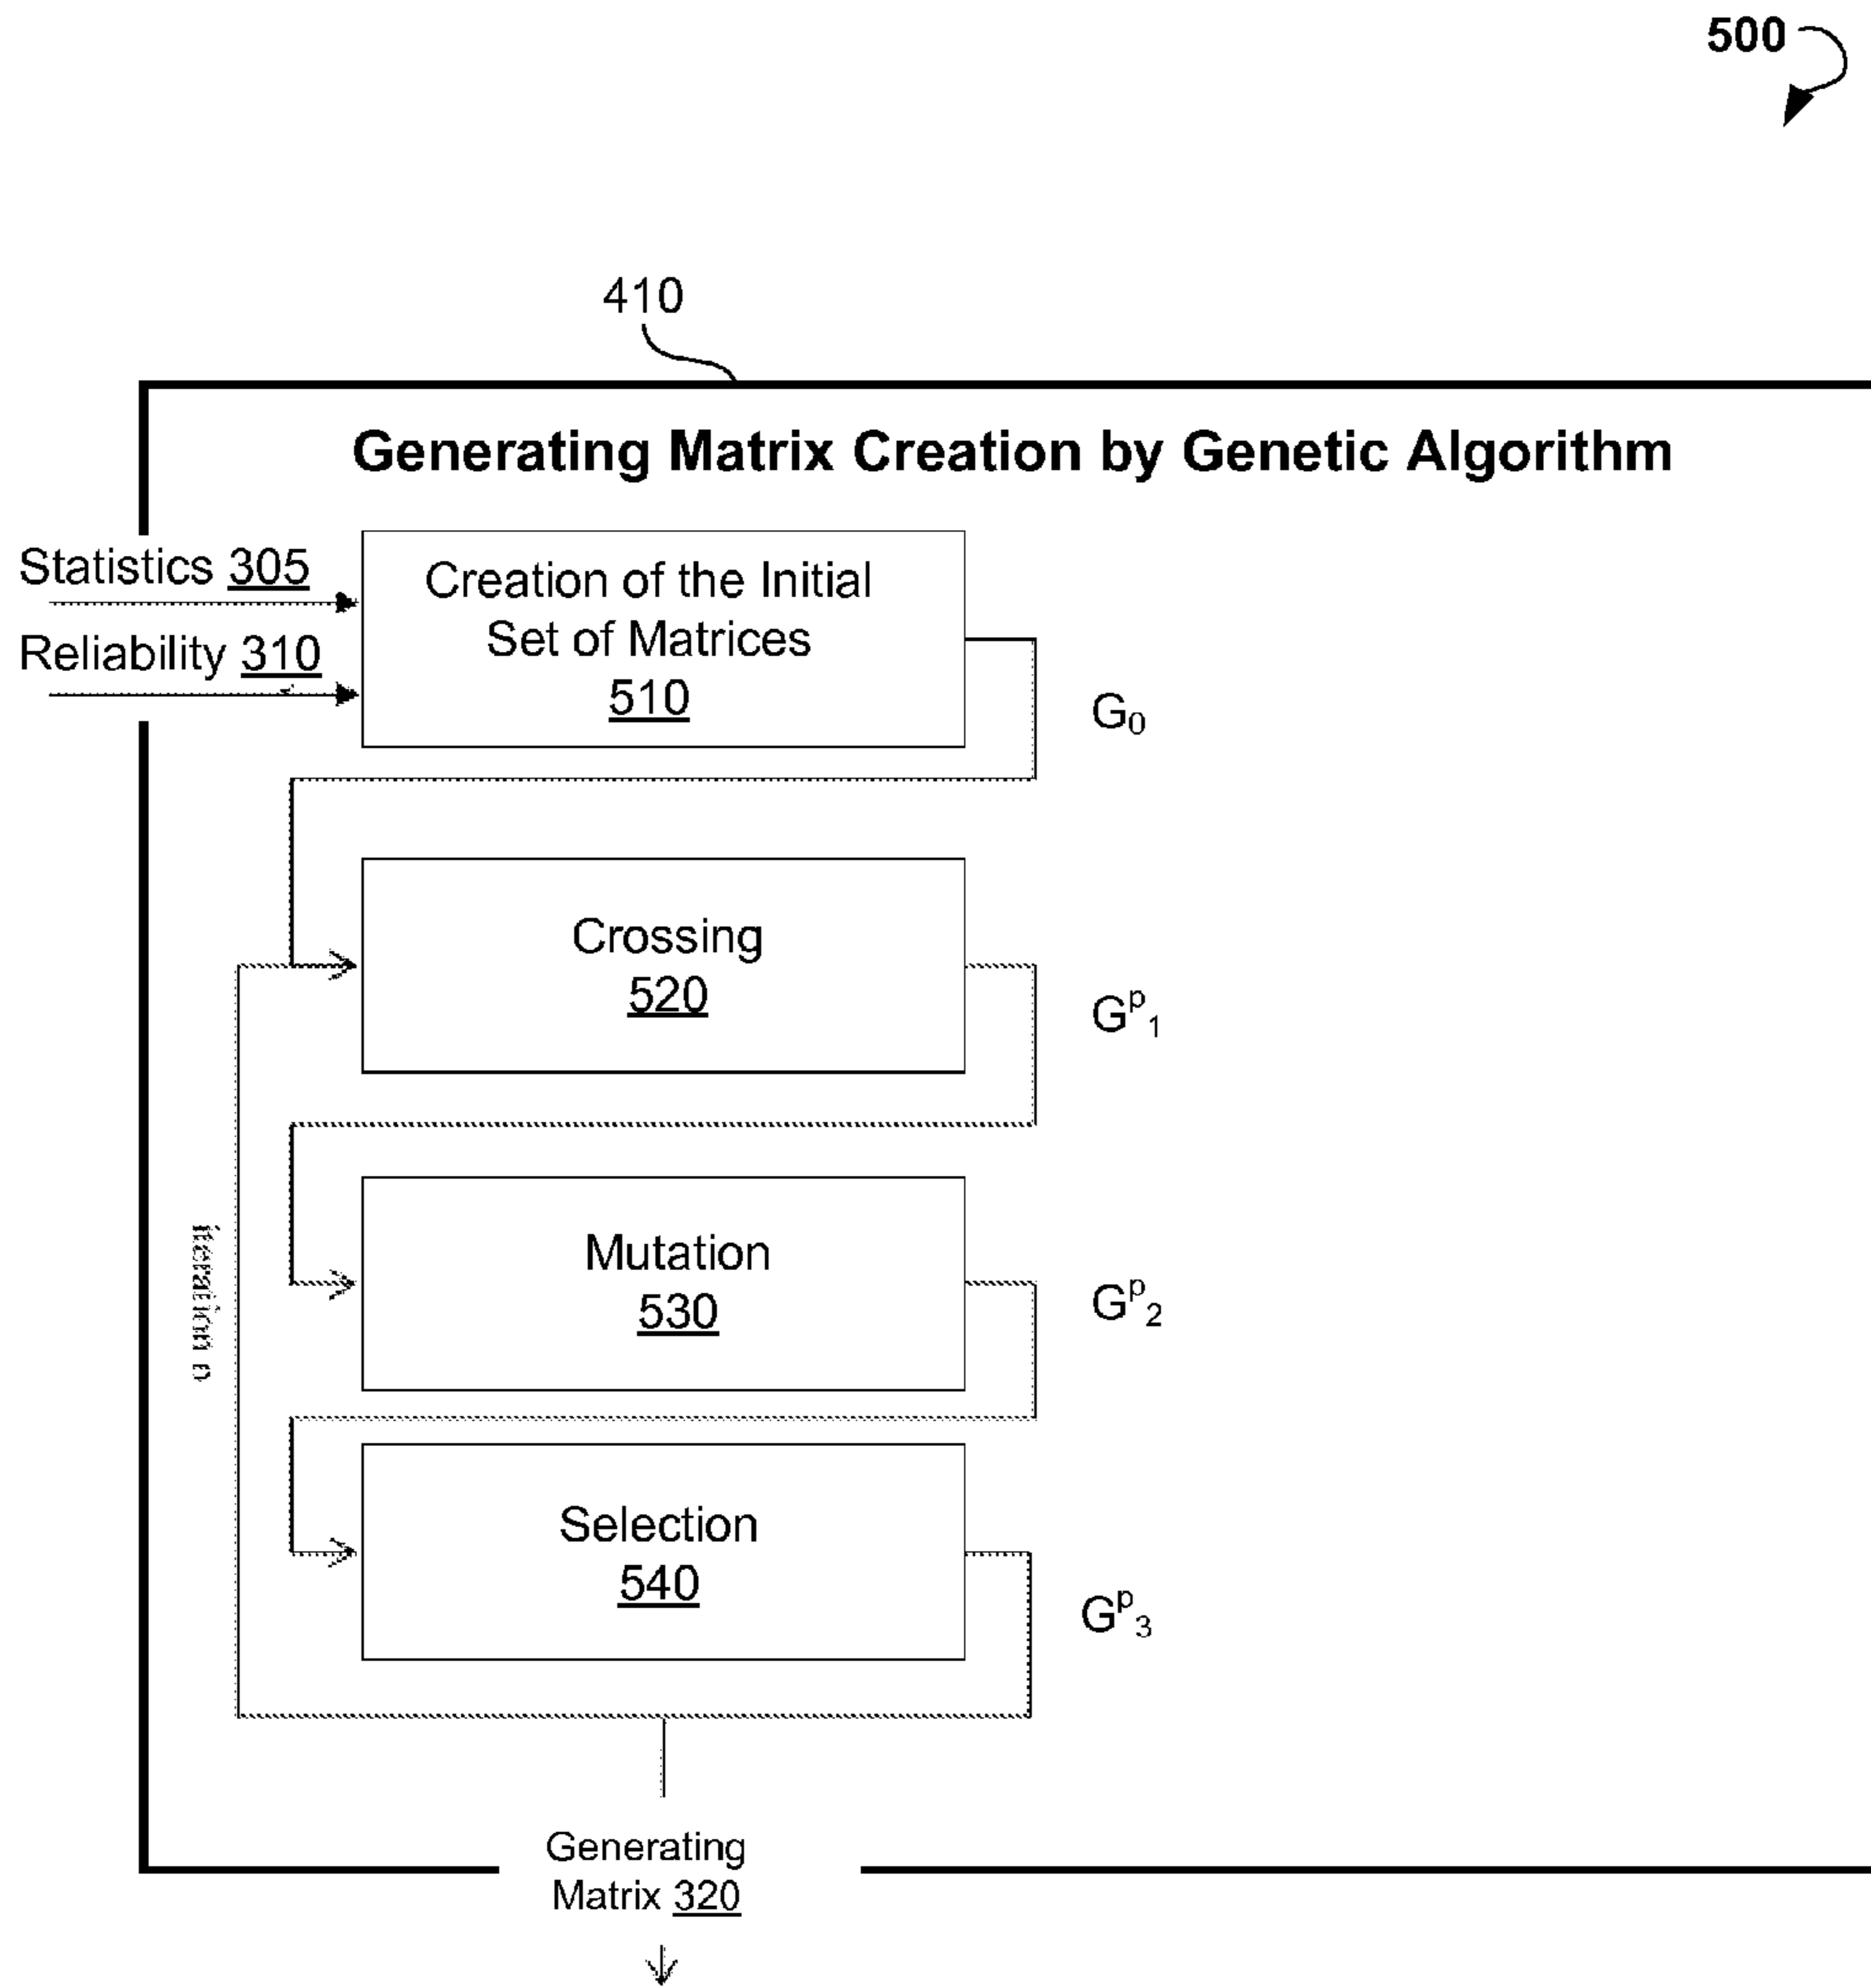 500
410
Generating Matrix Creation by Genetic Algorithm
Statistics 305
Reliability 310
Creation of the Initial
Set of Matrices
510
G₀
Crossing
520
Gᵖ₁
Mutation
530
Gᵖ₂
iteration p
Selection
540
Gᵖ₃
Generating
Matrix 320